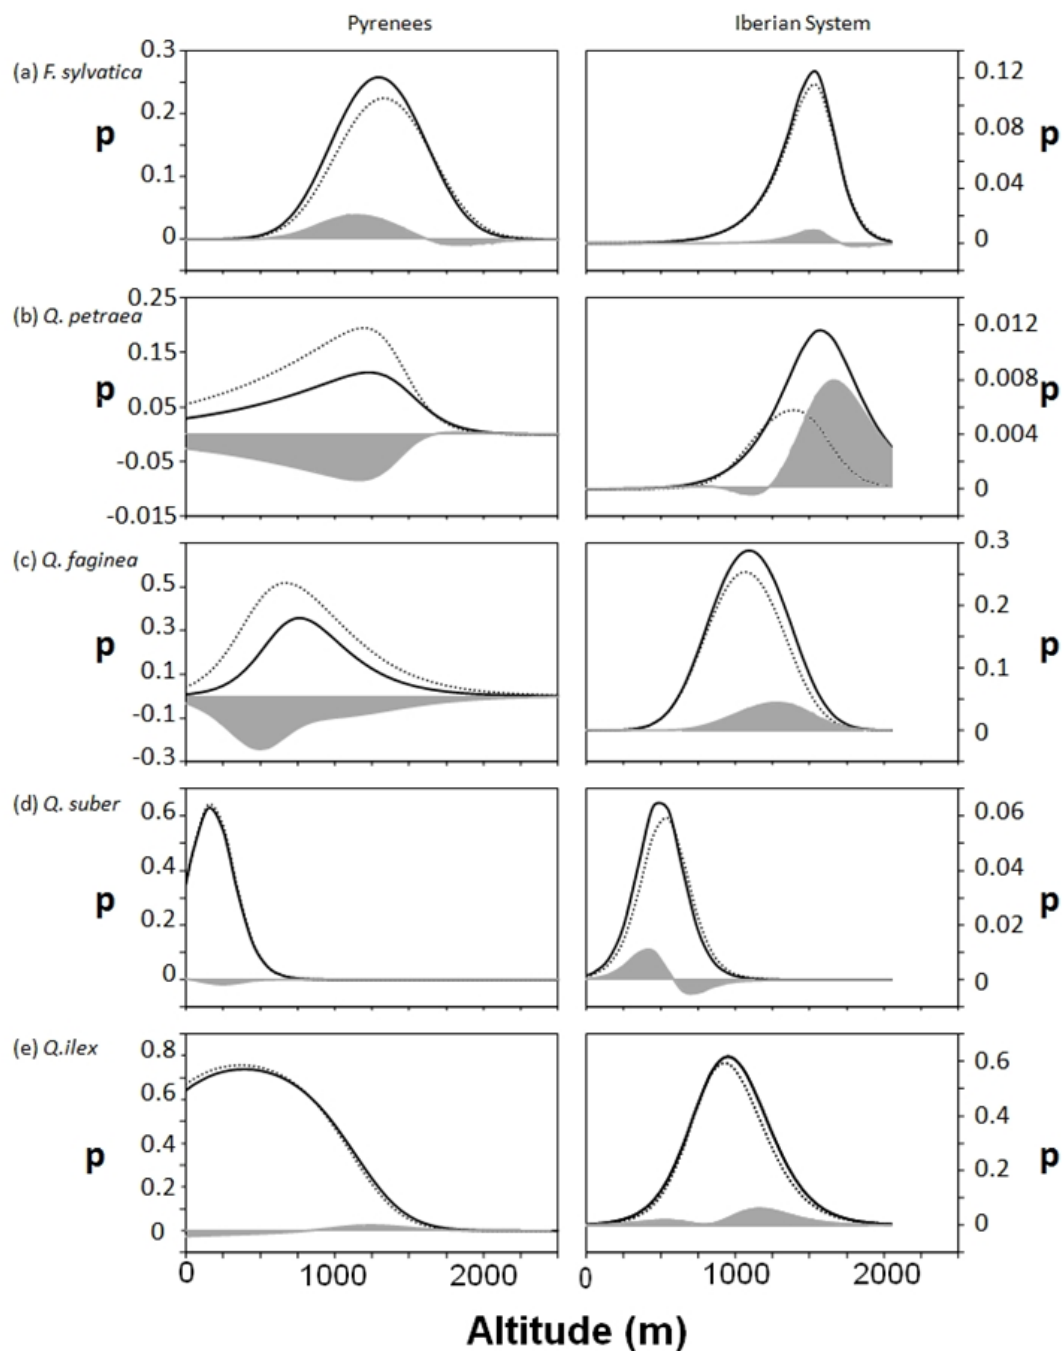 Pyrenees Iberian System
(a) F. sylvatica
0.3
0.2
0.1
0
p
0.12
0.08
0.04
0
p
(b) Q. petraea
0.25
0.15
0.05
-0.05
-0.015
p
0.012
0.008
0.004
0
p
(c) Q. faginea
0.5
0.3
0.1
-0.1
-0.3
p
0.3
0.2
0.1
0
p
(d) Q. suber
0.6
0.4
0.2
0
p
0.06
0.04
0.02
0
p
(e) Q.ilex
0.8
0.6
0.4
0.2
0
p
0.6
0.4
0.2
0
p
0 1000 2000 0 1000 2000
Altitude (m)